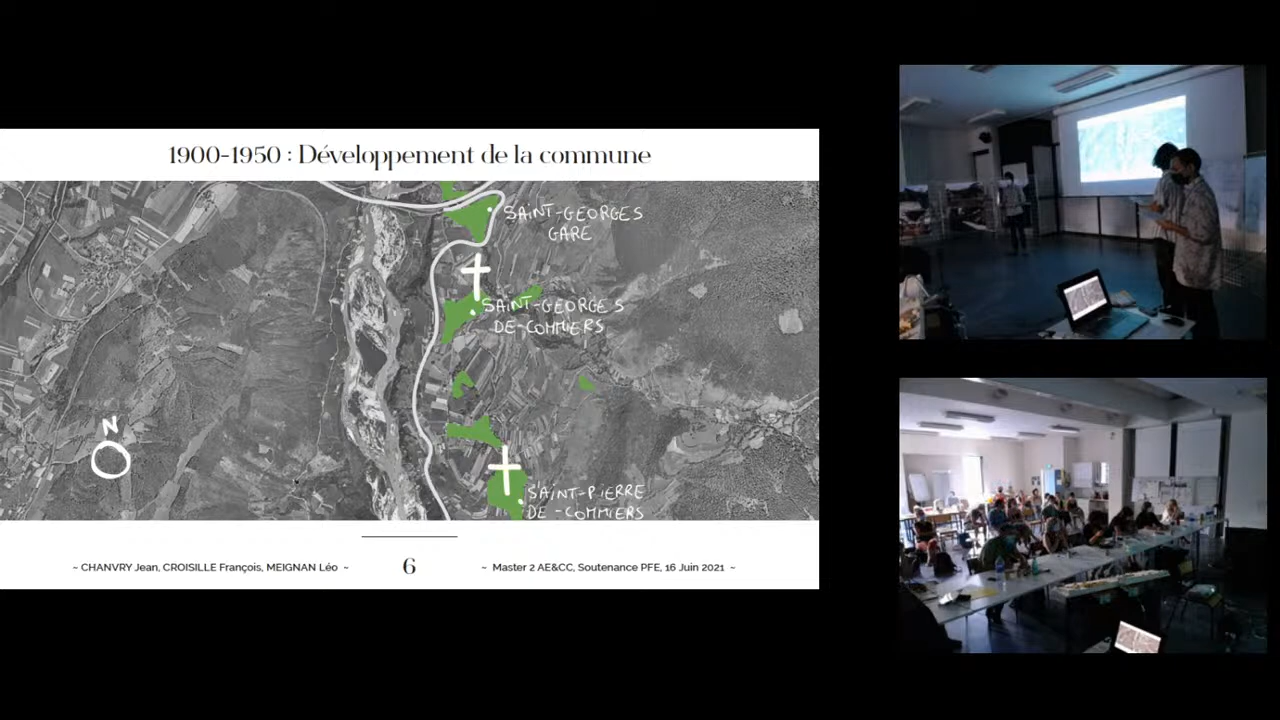 1900-1950 : Développement de la commune
SAINT-GEORGES
GARE
SAINT-GEORGES
DE-COMMIERS
N
SAINT-PIERRE
DE-COMMIERS
~ CHANVRY Jean, CROISILLE François, MEIGNAN Léo ~
6
~ Master 2 AE&CC, Soutenance PFE, 16 Juin 2021 ~